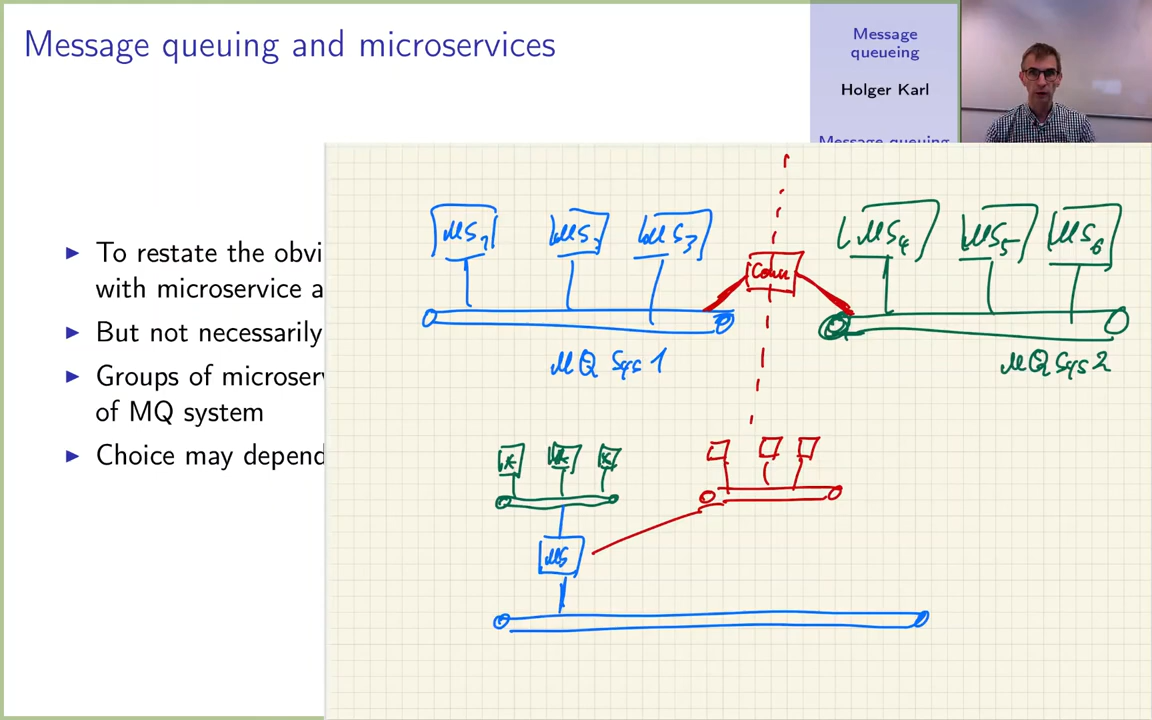 Message queuing and microservices
Message
queueing
Holger Karl
Message queuing
To restate the obvi
with microservice a
But not necessarily
Groups of microser
of MQ system
Choice may depend
MS1 MS2 MS3
Conn
MS4 MS5 MS6
MQ Sys 1
MQ Sys 2
MS